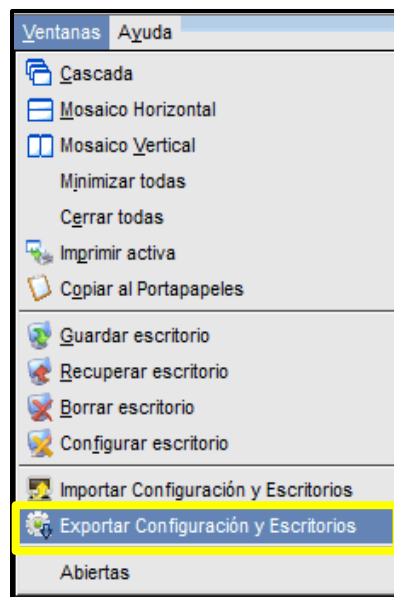 Ventanas Ayuda
Cascada
Mosaico Horizontal
Mosaico Vertical
Minimizar todas
Cerrar todas
Imprimir activa
Copiar al Portapapeles
Guardar escritorio
Recuperar escritorio
Borrar escritorio
Configurar escritorio
Importar Configuración y Escritorios
Exportar Configuración y Escritorios
Abiertas